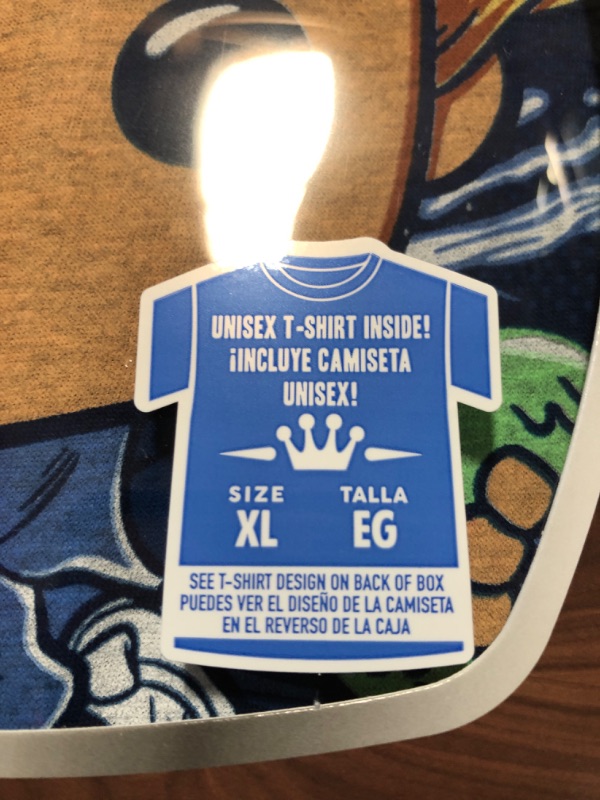 UNISEX T-SHIRT INSIDE!
¡INCLUYE CAMISETA
UNISEX!
SIZE TALLA
XL EG
SEE T-SHIRT DESIGN ON BACK OF BOX
PUEDES VER EL DISEÑO DE LA CAMISETA
EN EL REVERSO DE LA CAJA